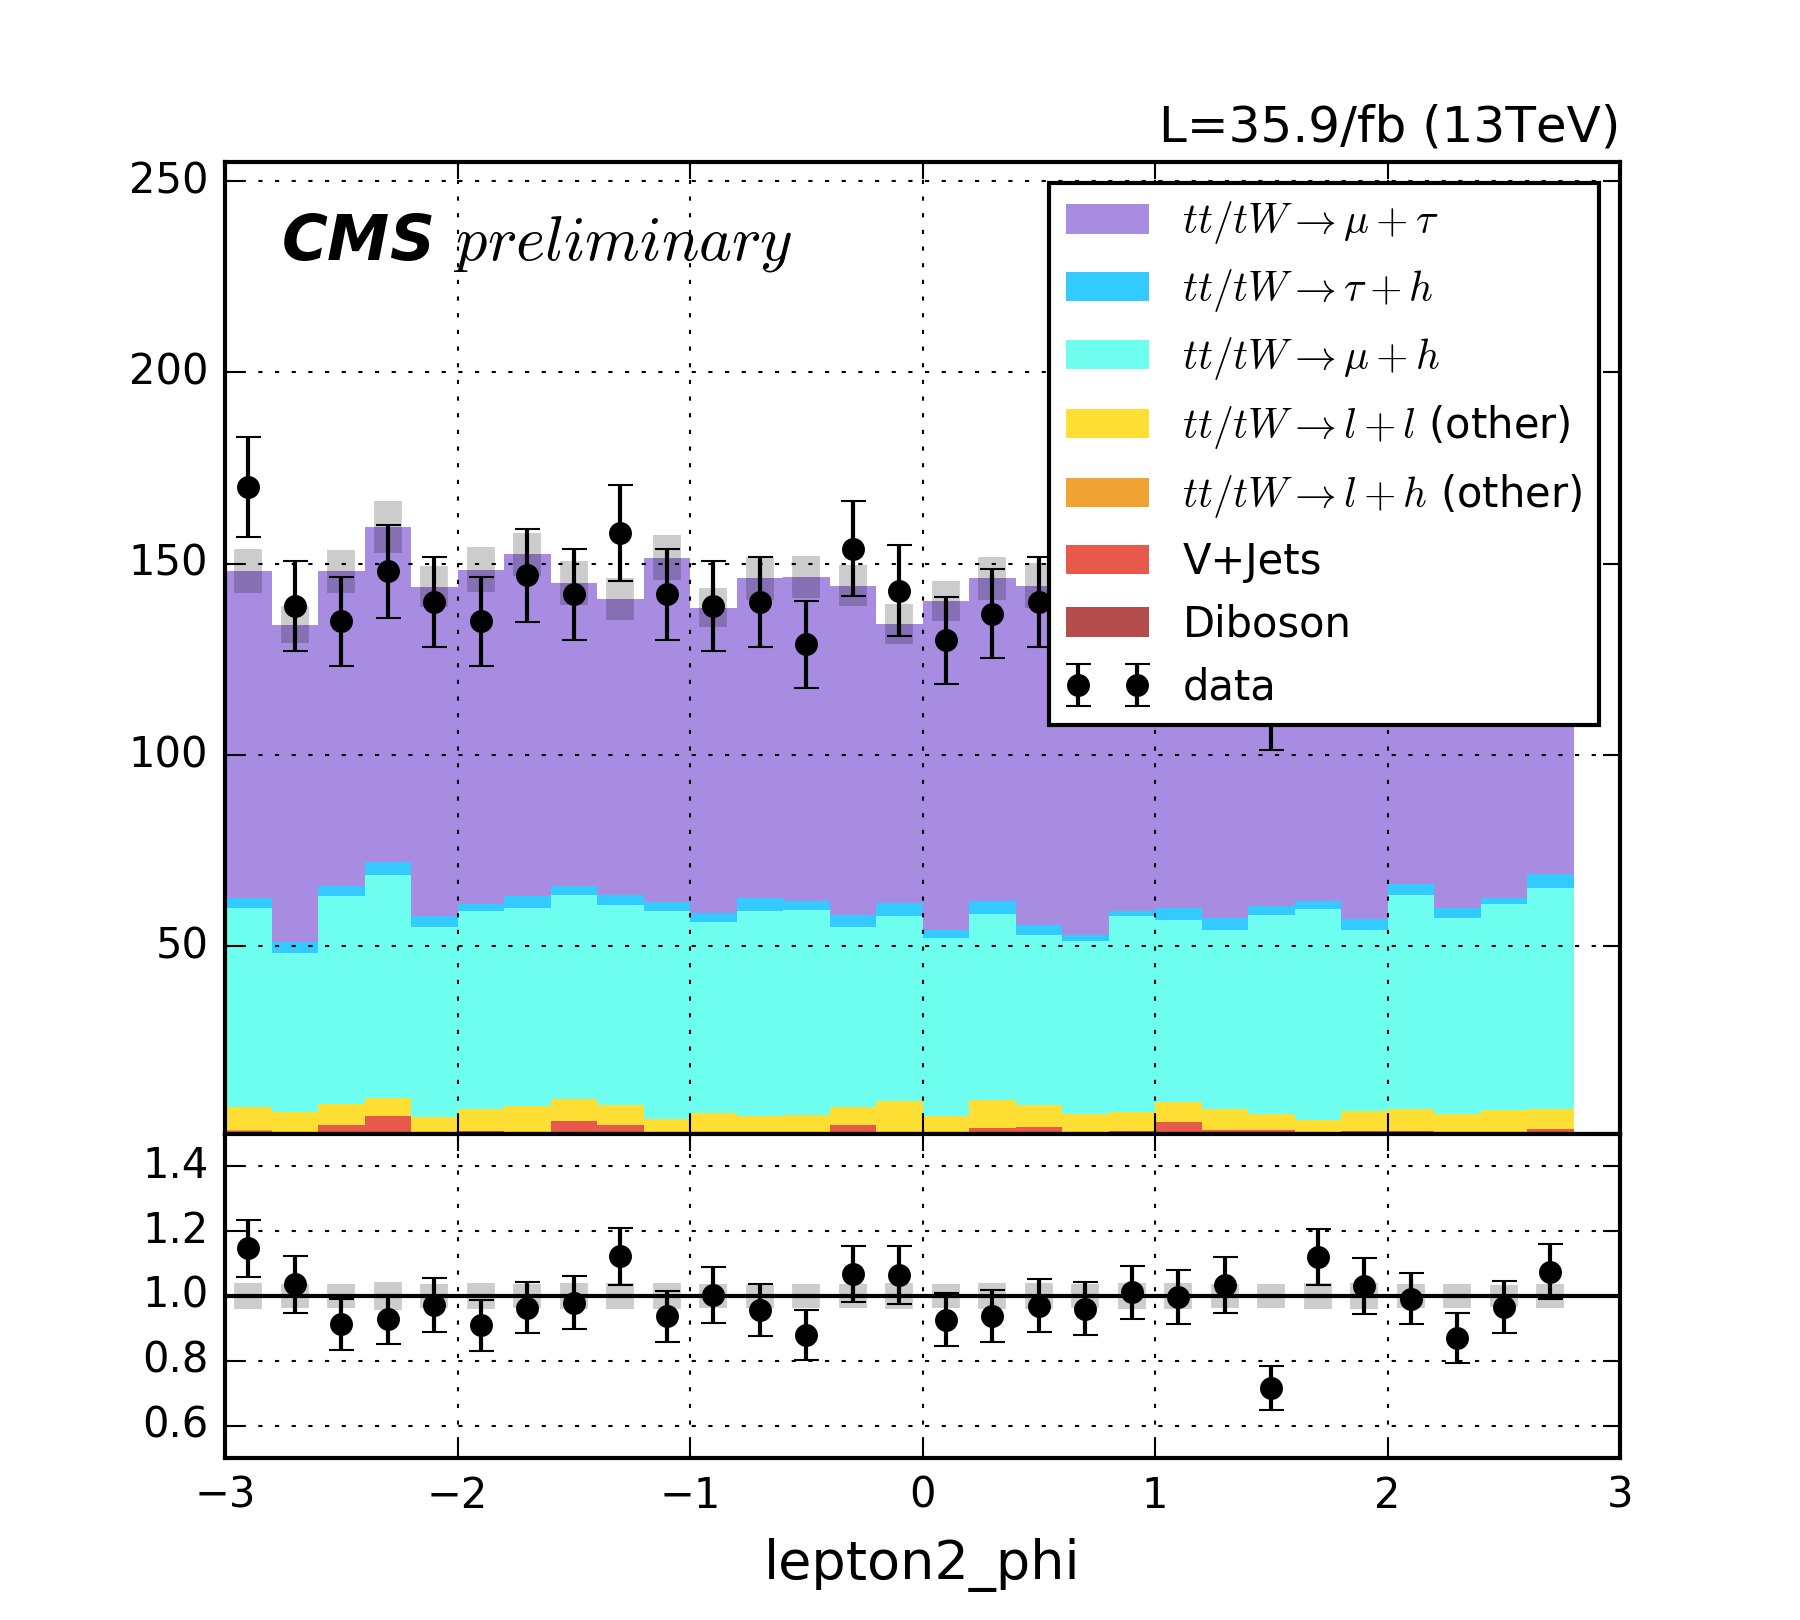 L=35.9/fb (13TeV)
250
200
150
100
50
CMS preliminary
tt/tW→μ+τ
tt/tW→τ+h
tt/tW→μ+h
tt/tW→l+l (other)
tt/tW→l+h (other)
V+Jets
Diboson
data
1.4
1.2
1.0
0.8
0.6
−3 −2 −1 0 1 2 3
lepton2_phi